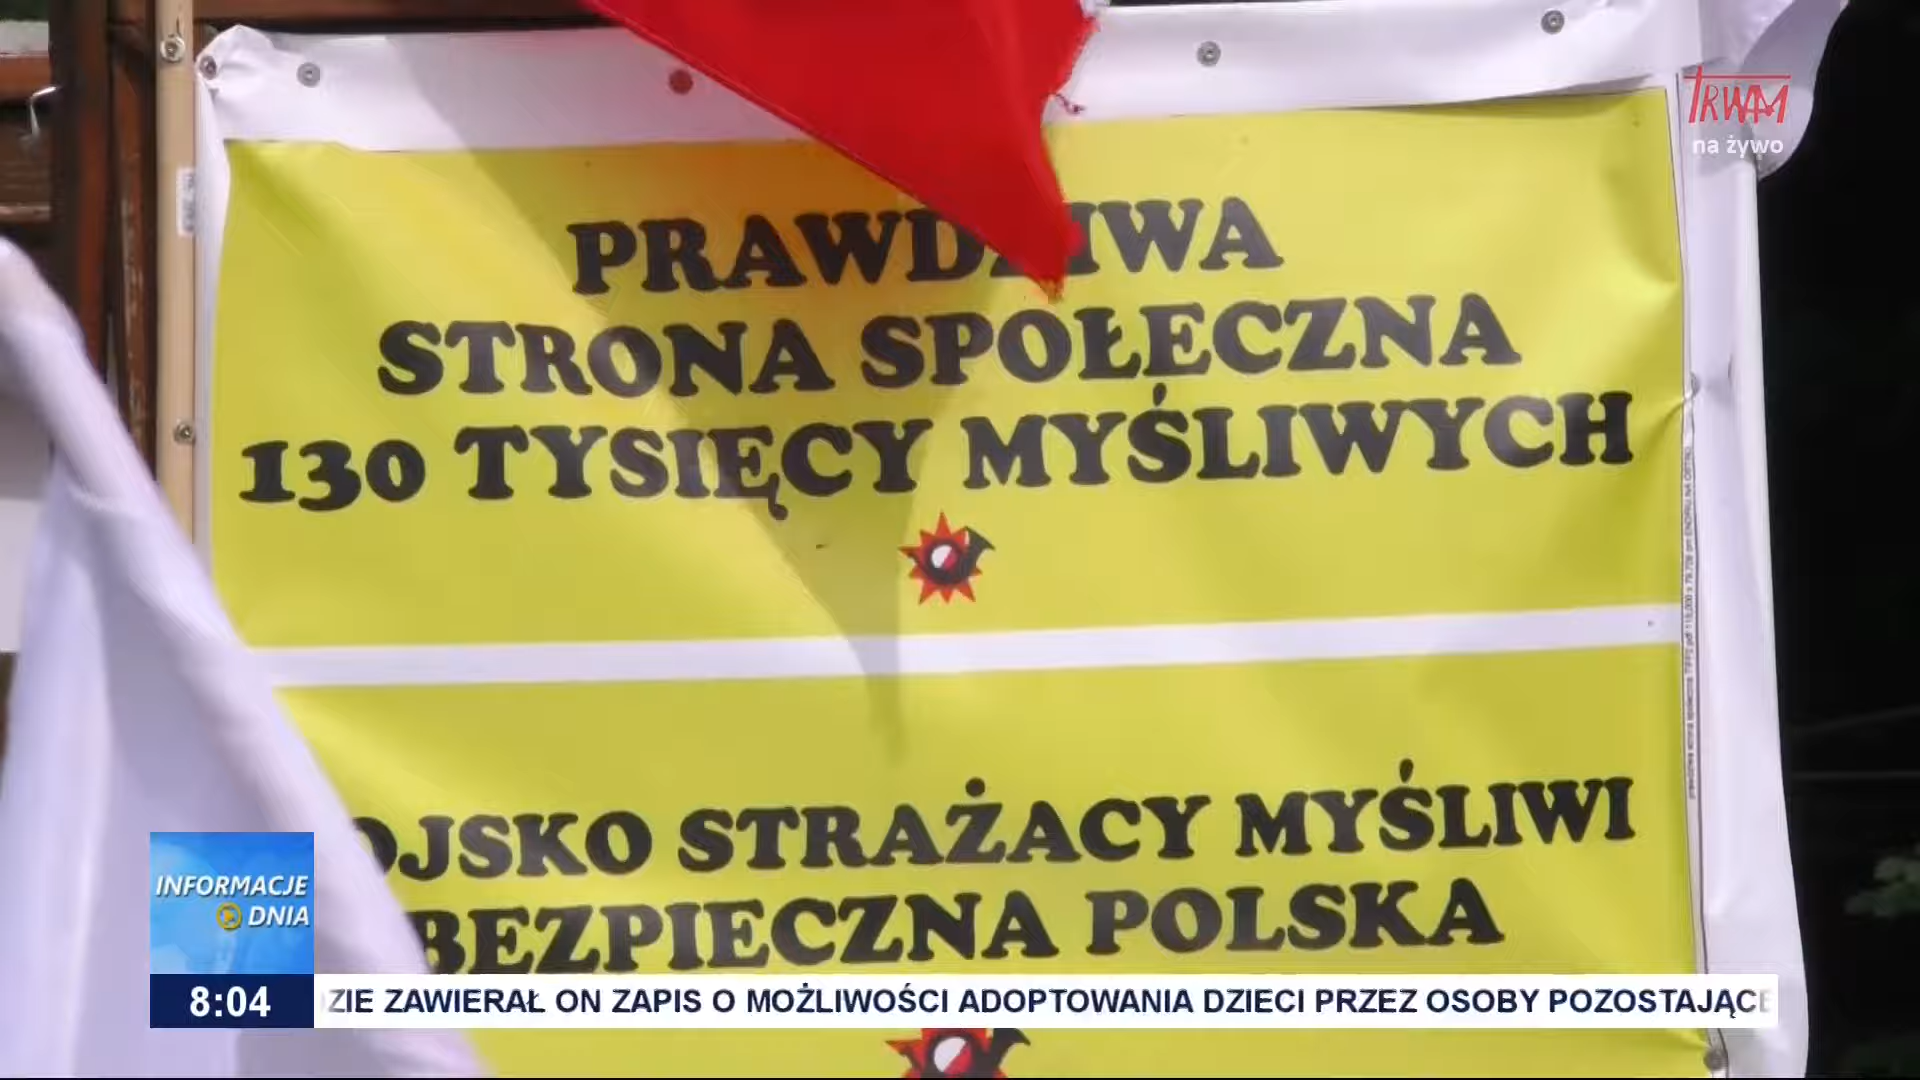 TRWAM
na żywo
STRONA SPOŁECZNA
130 TYSIĘCY MYŚLIWYCH
STRAŻACY MYŚLIWI
BEZPIECZNA POLSKA
INFORMACJE
DNIA
8:04
ZAWIERAŁ ON ZAPIS O MOŻLIWOŚCI ADOPTOWANIA DZIECI PRZEZ OSOBY